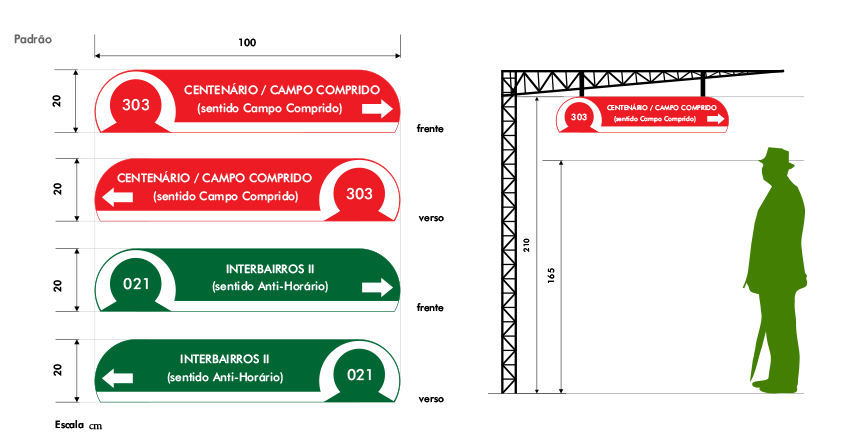 Padrão
100
20
303
CENTENÁRIO / CAMPO COMPRIDO
(sentido Campo Comprido)
frente
20
CENTENÁRIO / CAMPO COMPRIDO
(sentido Campo Comprido)
303
verso
20
021
INTERBAIRROS II
(sentido Anti-Horário)
frente
20
INTERBAIRROS II
(sentido Anti-Horário)
021
verso
Escala cm
303
CENTENÁRIO / CAMPO COMPRIDO
(sentido Campo Comprido)
210
165